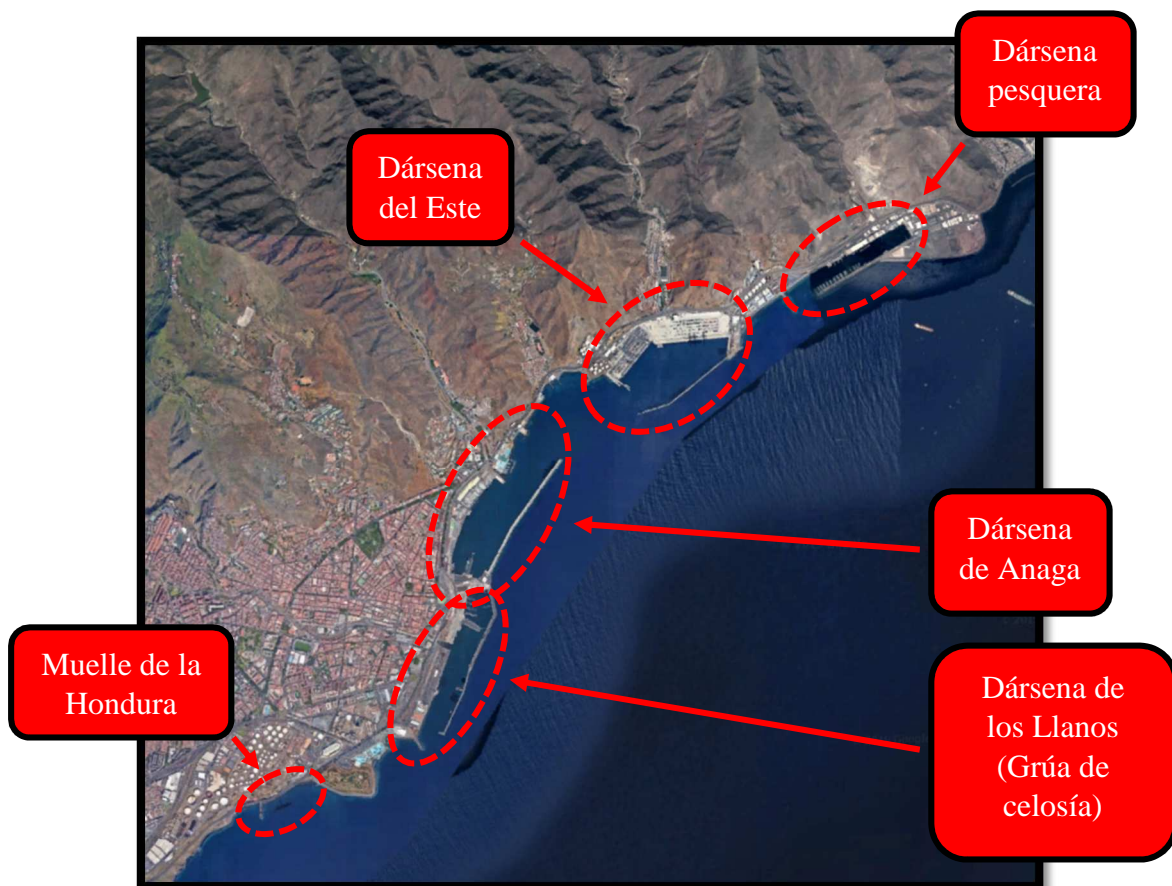 Dársena
pesquera
Dársena
del Este
Dársena
de Anaga
Muelle de la
Hondura
Dársena de
los Llanos
(Grúa de
celosía)